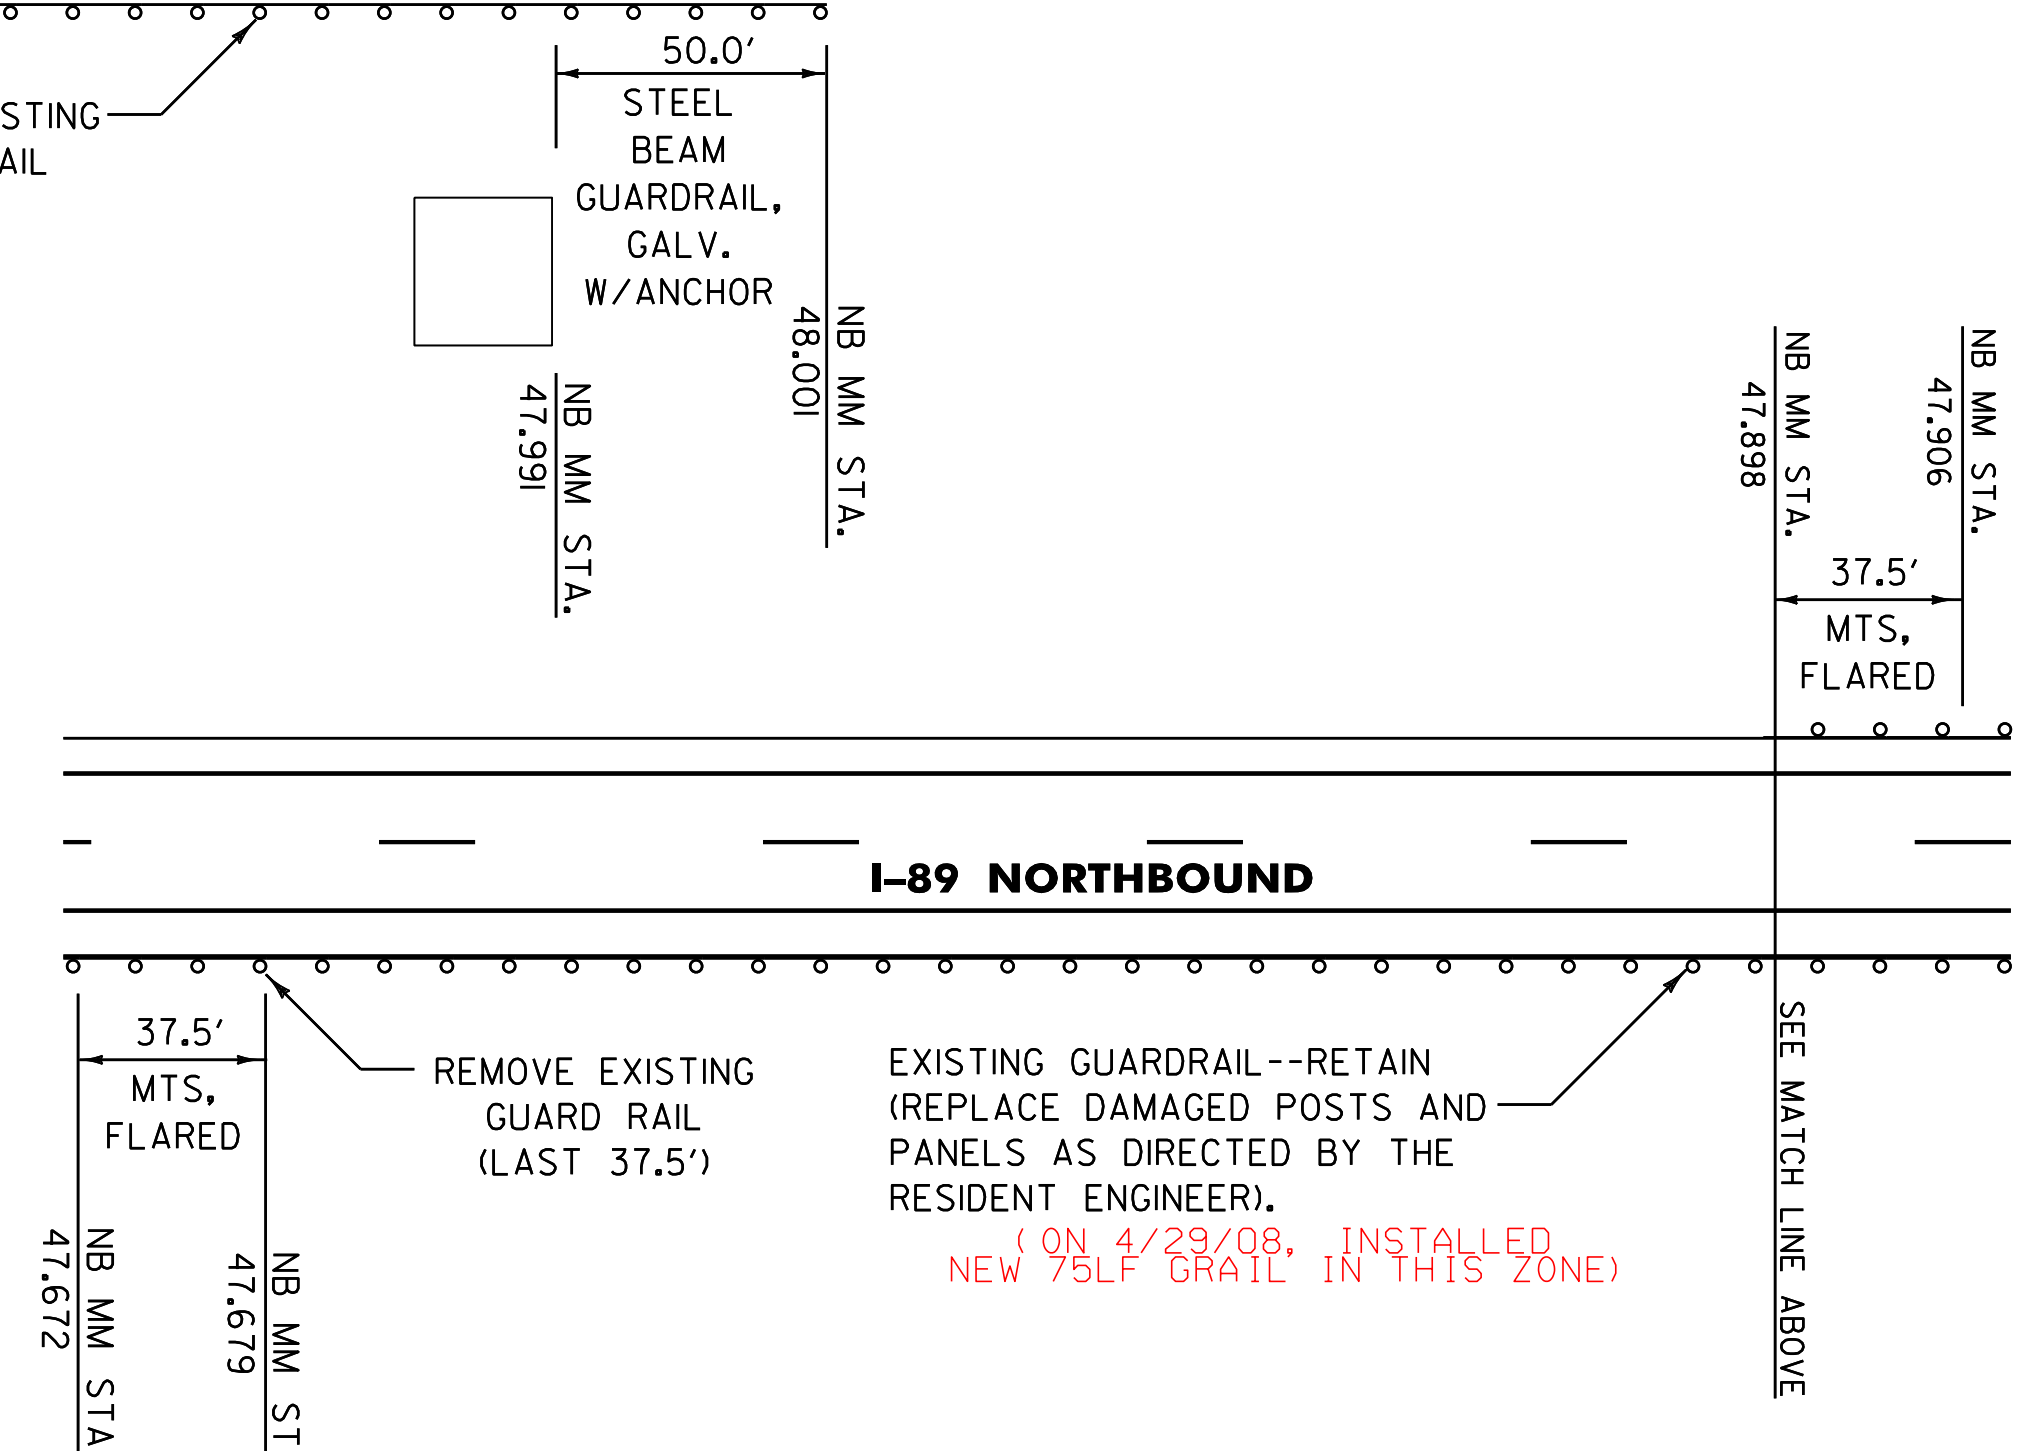 STING
AIL
50.0'
STEEL
BEAM
GUARDRAIL,
GALV.
W/ANCHOR
NB MM STA.
48.001
NB MM STA.
47.991
NB MM STA.
47.898
NB MM STA.
47.906
37.5'
MTS,
FLARED
I-89 NORTHBOUND
37.5'
MTS,
FLARED
REMOVE EXISTING
GUARD RAIL
(LAST 37.5')
EXISTING GUARDRAIL--RETAIN
(REPLACE DAMAGED POSTS AND
PANELS AS DIRECTED BY THE
RESIDENT ENGINEER).
(ON 4/29/08, INSTALLED
NEW 75LF GRAIL IN THIS ZONE)
SEE MATCH LINE ABOVE
NB MM STA
47.672
NB MM ST
47.679